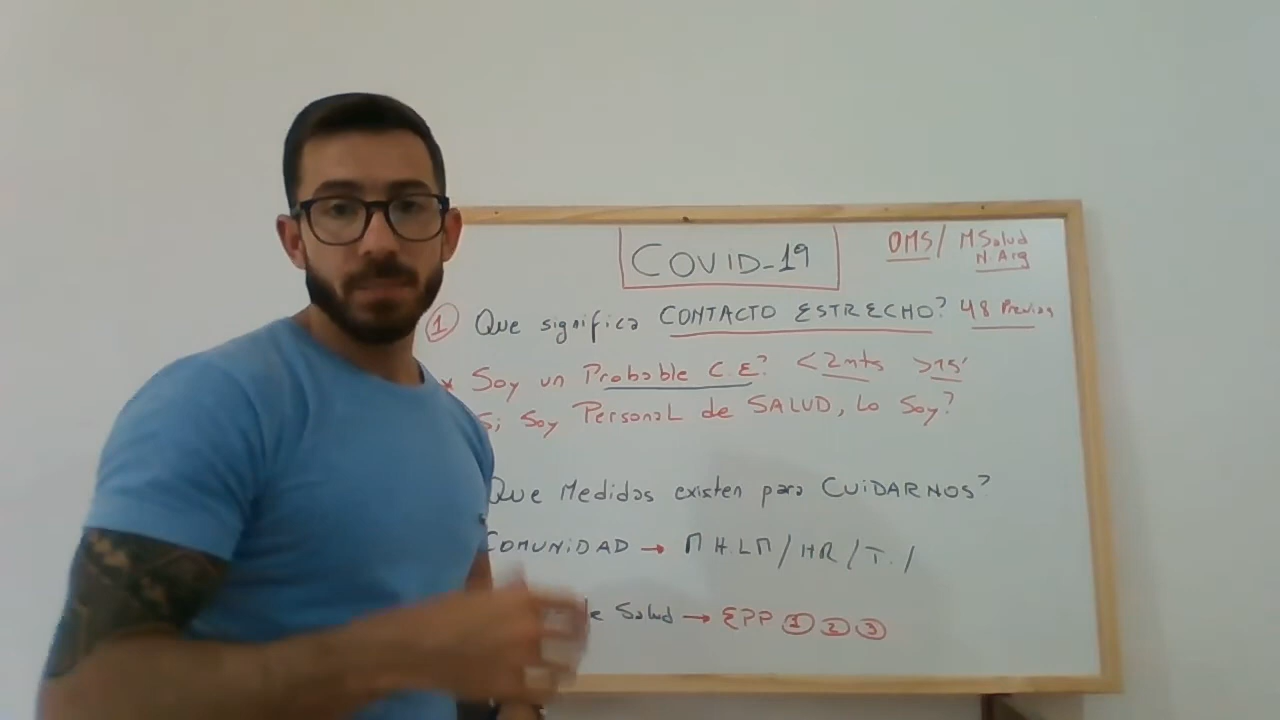 COVID-19
OMS/ MSalud
N. Arg
1 Que significa CONTACTO ESTRECHO? 48 Previas
* Soy un Probable C.E? <2mts >15'
Si Soy Personal de SALUD, Lo Soy?
Que Medidas existen para CUIDARNOS?
COMUNIDAD → M H.L M / HR / T. /
de Salud → EPP 1 2 3